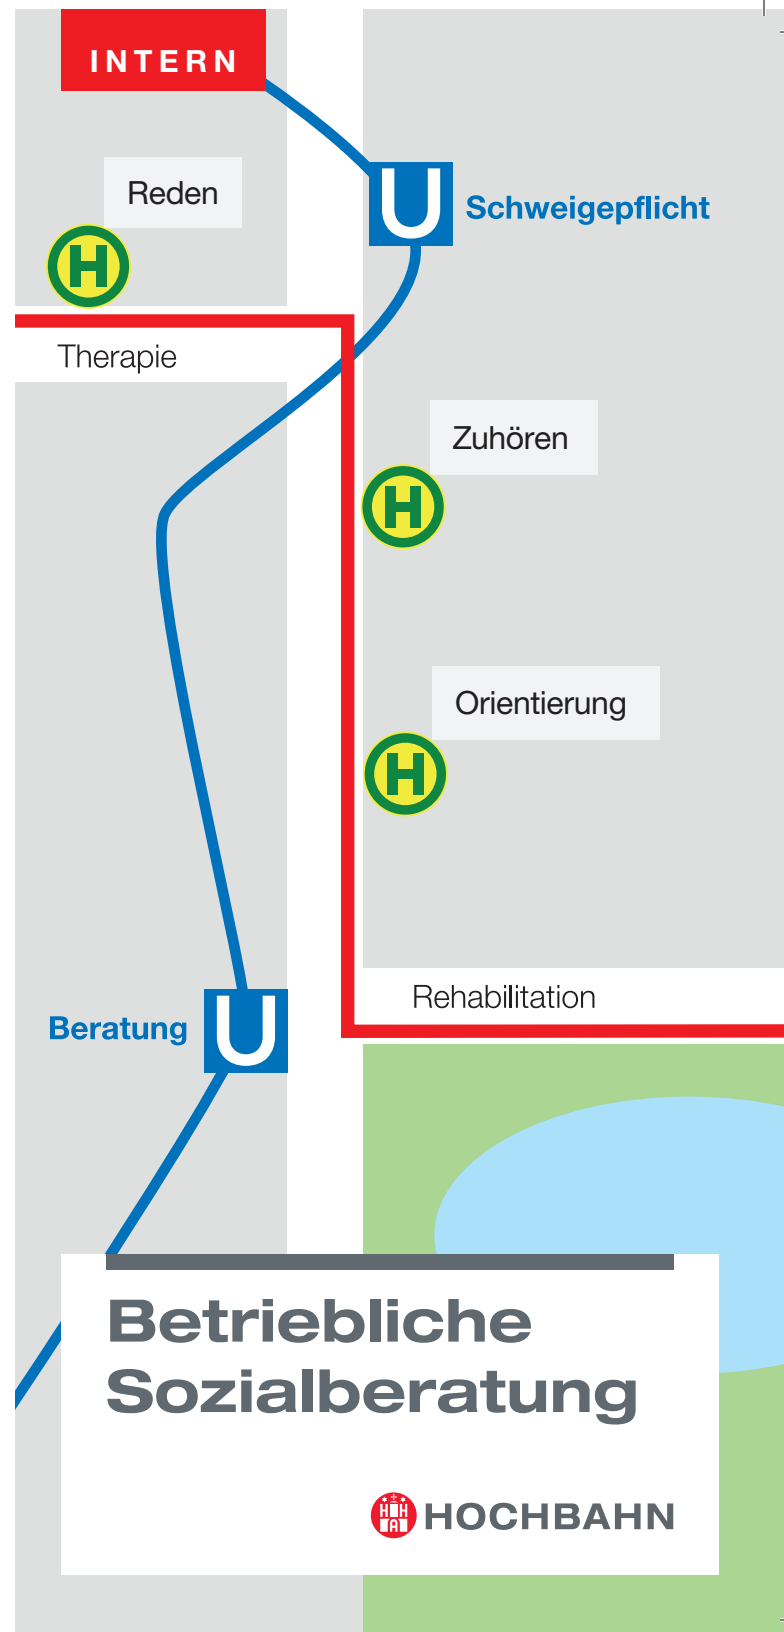 INTERN
Reden
H
U
Schweigepflicht
Therapie
Zuhören
H
Orientierung
H
Rehabilitation
Beratung
U
Betriebliche
Sozialberatung
HOCHBAHN